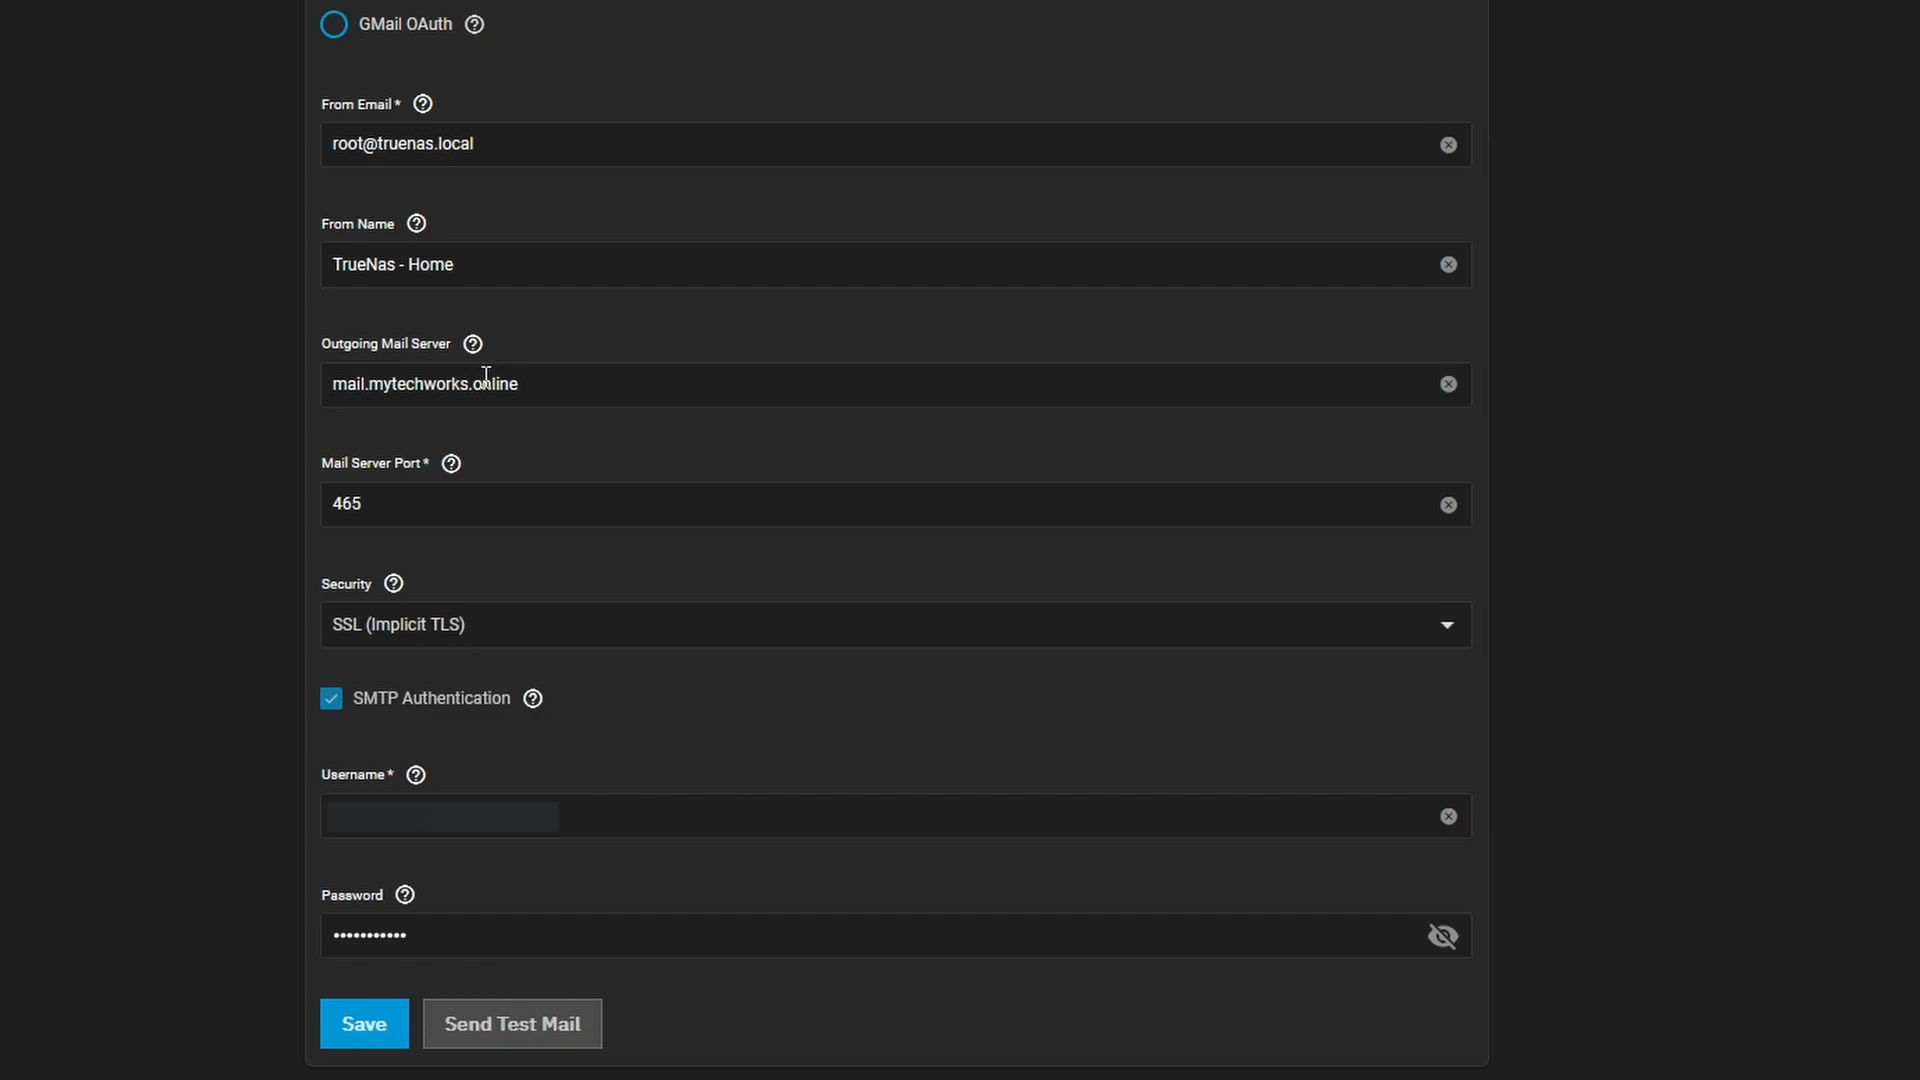 GMail OAuth
From Email *
root@truenas.local
From Name
TrueNas - Home
Outgoing Mail Server
mail.mytechworks.online
Mail Server Port *
465
Security
SSL (Implicit TLS)
SMTP Authentication
Username *
Password
•••••••••••
Save
Send Test Mail